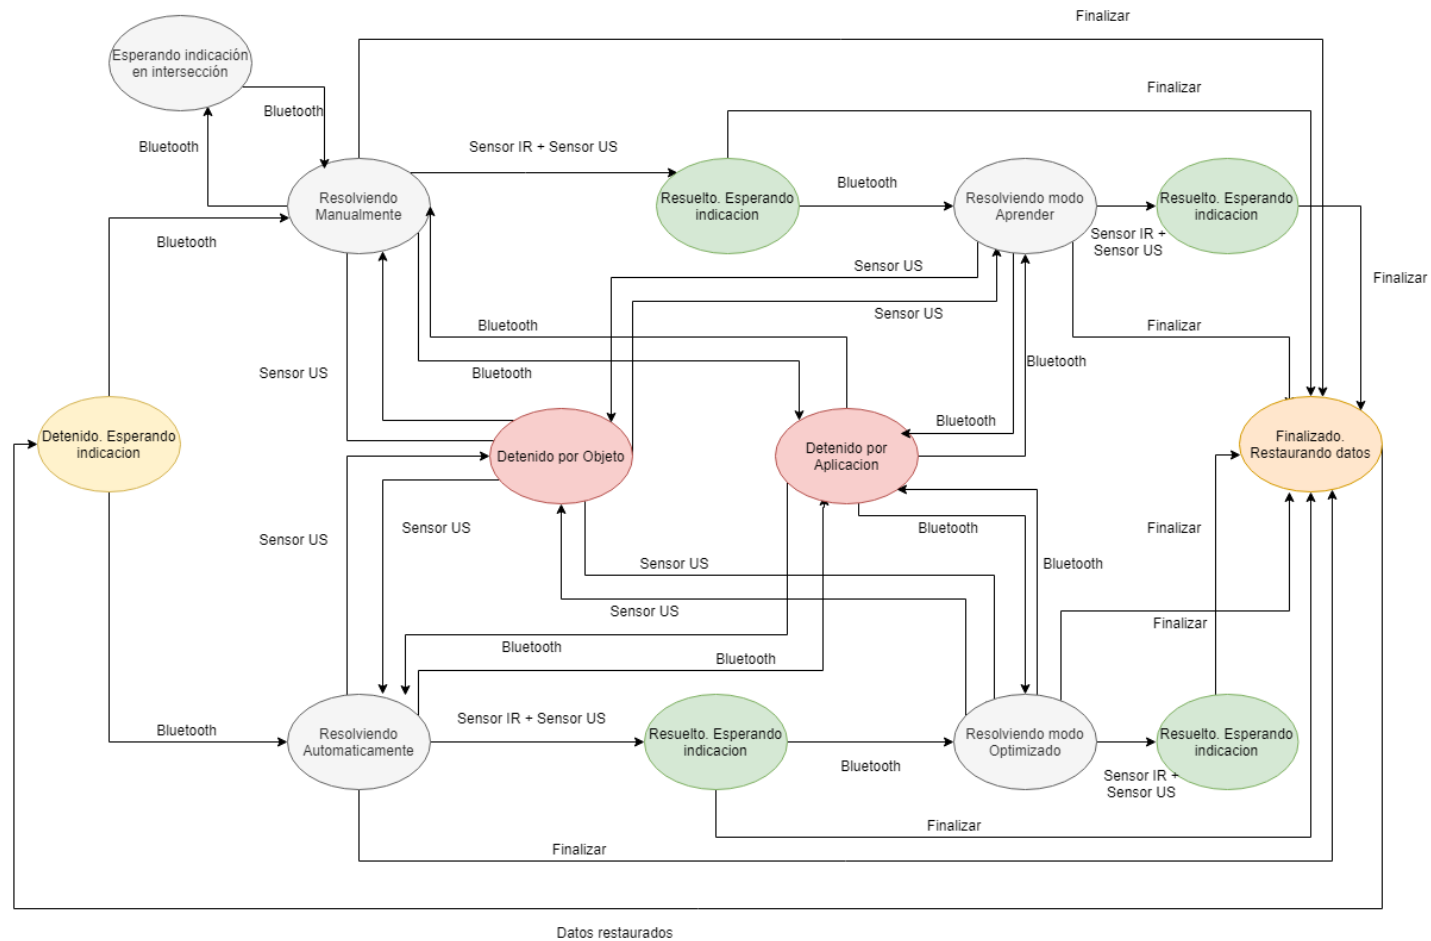 Finalizar
Esperando indicación
en intersección
Finalizar
Bluetooth
Bluetooth
Sensor IR + Sensor US
Bluetooth
Resolviendo
Manualmente
Resuelto. Esperando
indicacion
Resolviendo modo
Aprender
Resuelto. Esperando
indicacion
Bluetooth
Sensor IR +
Sensor US
Sensor US
Finalizar
Sensor US
Bluetooth
Finalizar
Sensor US
Bluetooth
Bluetooth
Bluetooth
Detenido. Esperando
indicacion
Detenido por Objeto
Detenido por
Aplicacion
Finalizado.
Restaurando datos
Sensor US
Sensor US
Bluetooth
Finalizar
Sensor US
Bluetooth
Sensor US
Finalizar
Bluetooth
Bluetooth
Bluetooth
Sensor IR + Sensor US
Resolviendo
Automaticamente
Resuelto. Esperando
indicacion
Resolviendo modo
Optimizado
Resuelto. Esperando
indicacion
Bluetooth
Sensor IR +
Sensor US
Finalizar
Finalizar
Datos restaurados